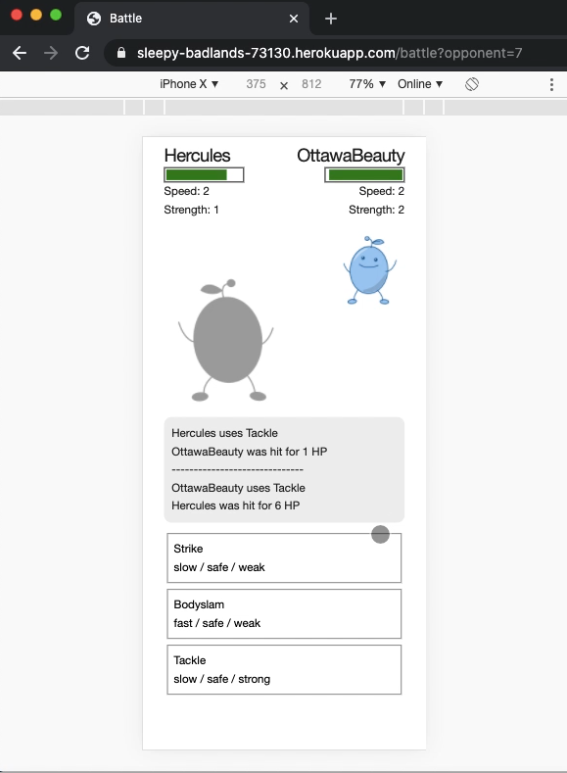 Battle
sleepy-badlands-73130.herokuapp.com/battle?opponent=7
iPhone X ▼ 375 x 812 77% ▼ Online ▼
Hercules OttawaBeauty
Speed: 2 Speed: 2
Strength: 1 Strength: 2
Hercules uses Tackle
OttawaBeauty was hit for 1 HP
------------------------------
OttawaBeauty uses Tackle
Hercules was hit for 6 HP
Strike
slow / safe / weak
Bodyslam
fast / safe / weak
Tackle
slow / safe / strong